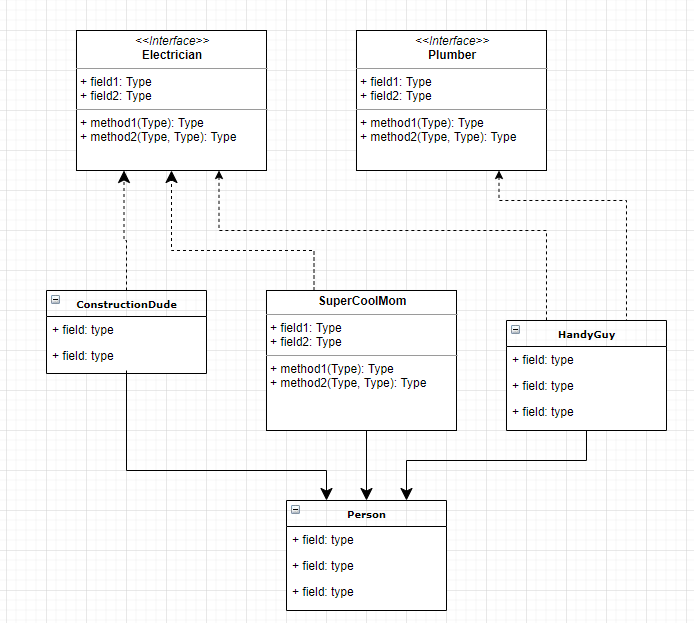 <<Interface>>
Electrician
+ field1: Type
+ field2: Type
+ method1(Type): Type
+ method2(Type, Type): Type
<<Interface>>
Plumber
+ field1: Type
+ field2: Type
+ method1(Type): Type
+ method2(Type, Type): Type
ConstructionDude
+ field: type
+ field: type
SuperCoolMom
+ field1: Type
+ field2: Type
+ method1(Type): Type
+ method2(Type, Type): Type
HandyGuy
+ field: type
+ field: type
+ field: type
Person
+ field: type
+ field: type
+ field: type